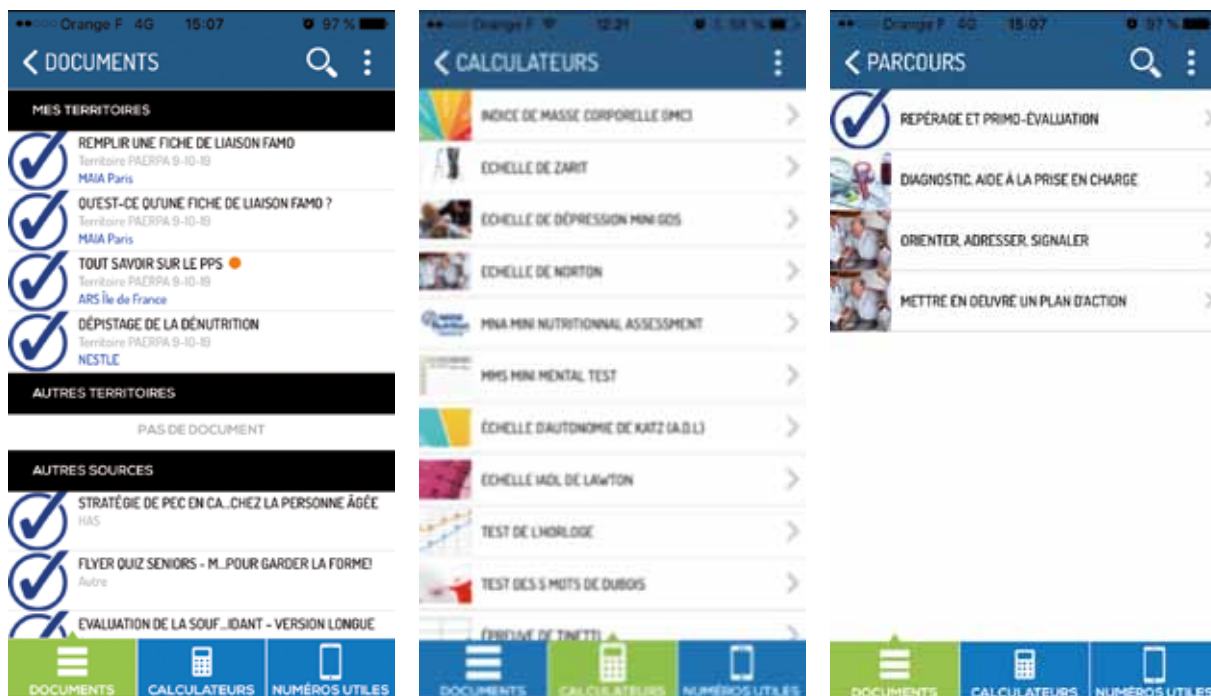 Orange F 4G 15:07 97 %
DOCUMENTS
MES TERRITOIRES
REMPLIR UNE FICHE DE LIAISON FAMO
Territoire PAERPA 9-10-19
MAIA Paris
QU'EST-CE QU'UNE FICHE DE LIAISON FAMO ?
Territoire PAERPA 9-10-19
MAIA Paris
TOUT SAVOIR SUR LE PPS
Territoire PAERPA 9-10-19
ARS Île de France
DÉPISTAGE DE LA DÉNUTRITION
Territoire PAERPA 9-10-19
NESTLE
AUTRES TERRITOIRES
PAS DE DOCUMENT
AUTRES SOURCES
STRATÉGIE DE PEC EN CA...CHEZ LA PERSONNE ÂGÉE
HAS
FLYER QUIZ SENIORS - M...POUR GARDER LA FORME!
Autre
EVALUATION DE LA SOUF...IDANT - VERSION LONGUE
DOCUMENTS CALCULATEURS NUMÉROS UTILES
Orange F 12:21 %
CALCULATEURS
INDICE DE MASSE CORPORELLE (IMC)
ECHELLE DE ZARIT
ECHELLE DE DÉPRESSION MINI GDS
ECHELLE DE NORTON
MNA MINI NUTRITIONNAL ASSESSMENT
MMS MINI MENTAL TEST
ÉCHELLE D'AUTONOMIE DE KATZ (A.D.L)
ECHELLE IADL DE LAWTON
TEST DE L'HORLOGE
TEST DES 5 MOTS DE DUBOIS
ÉPREUVE DE TINETTI
DOCUMENTS CALCULATEURS NUMÉROS UTILES
Orange F 4G 15:07 97 %
PARCOURS
REPÉRAGE ET PRIMO-ÉVALUATION
DIAGNOSTIC, AIDE À LA PRISE EN CHARGE
ORIENTER, ADRESSER, SIGNALER
METTRE EN OEUVRE UN PLAN D'ACTION
DOCUMENTS CALCULATEURS NUMÉROS UTILES